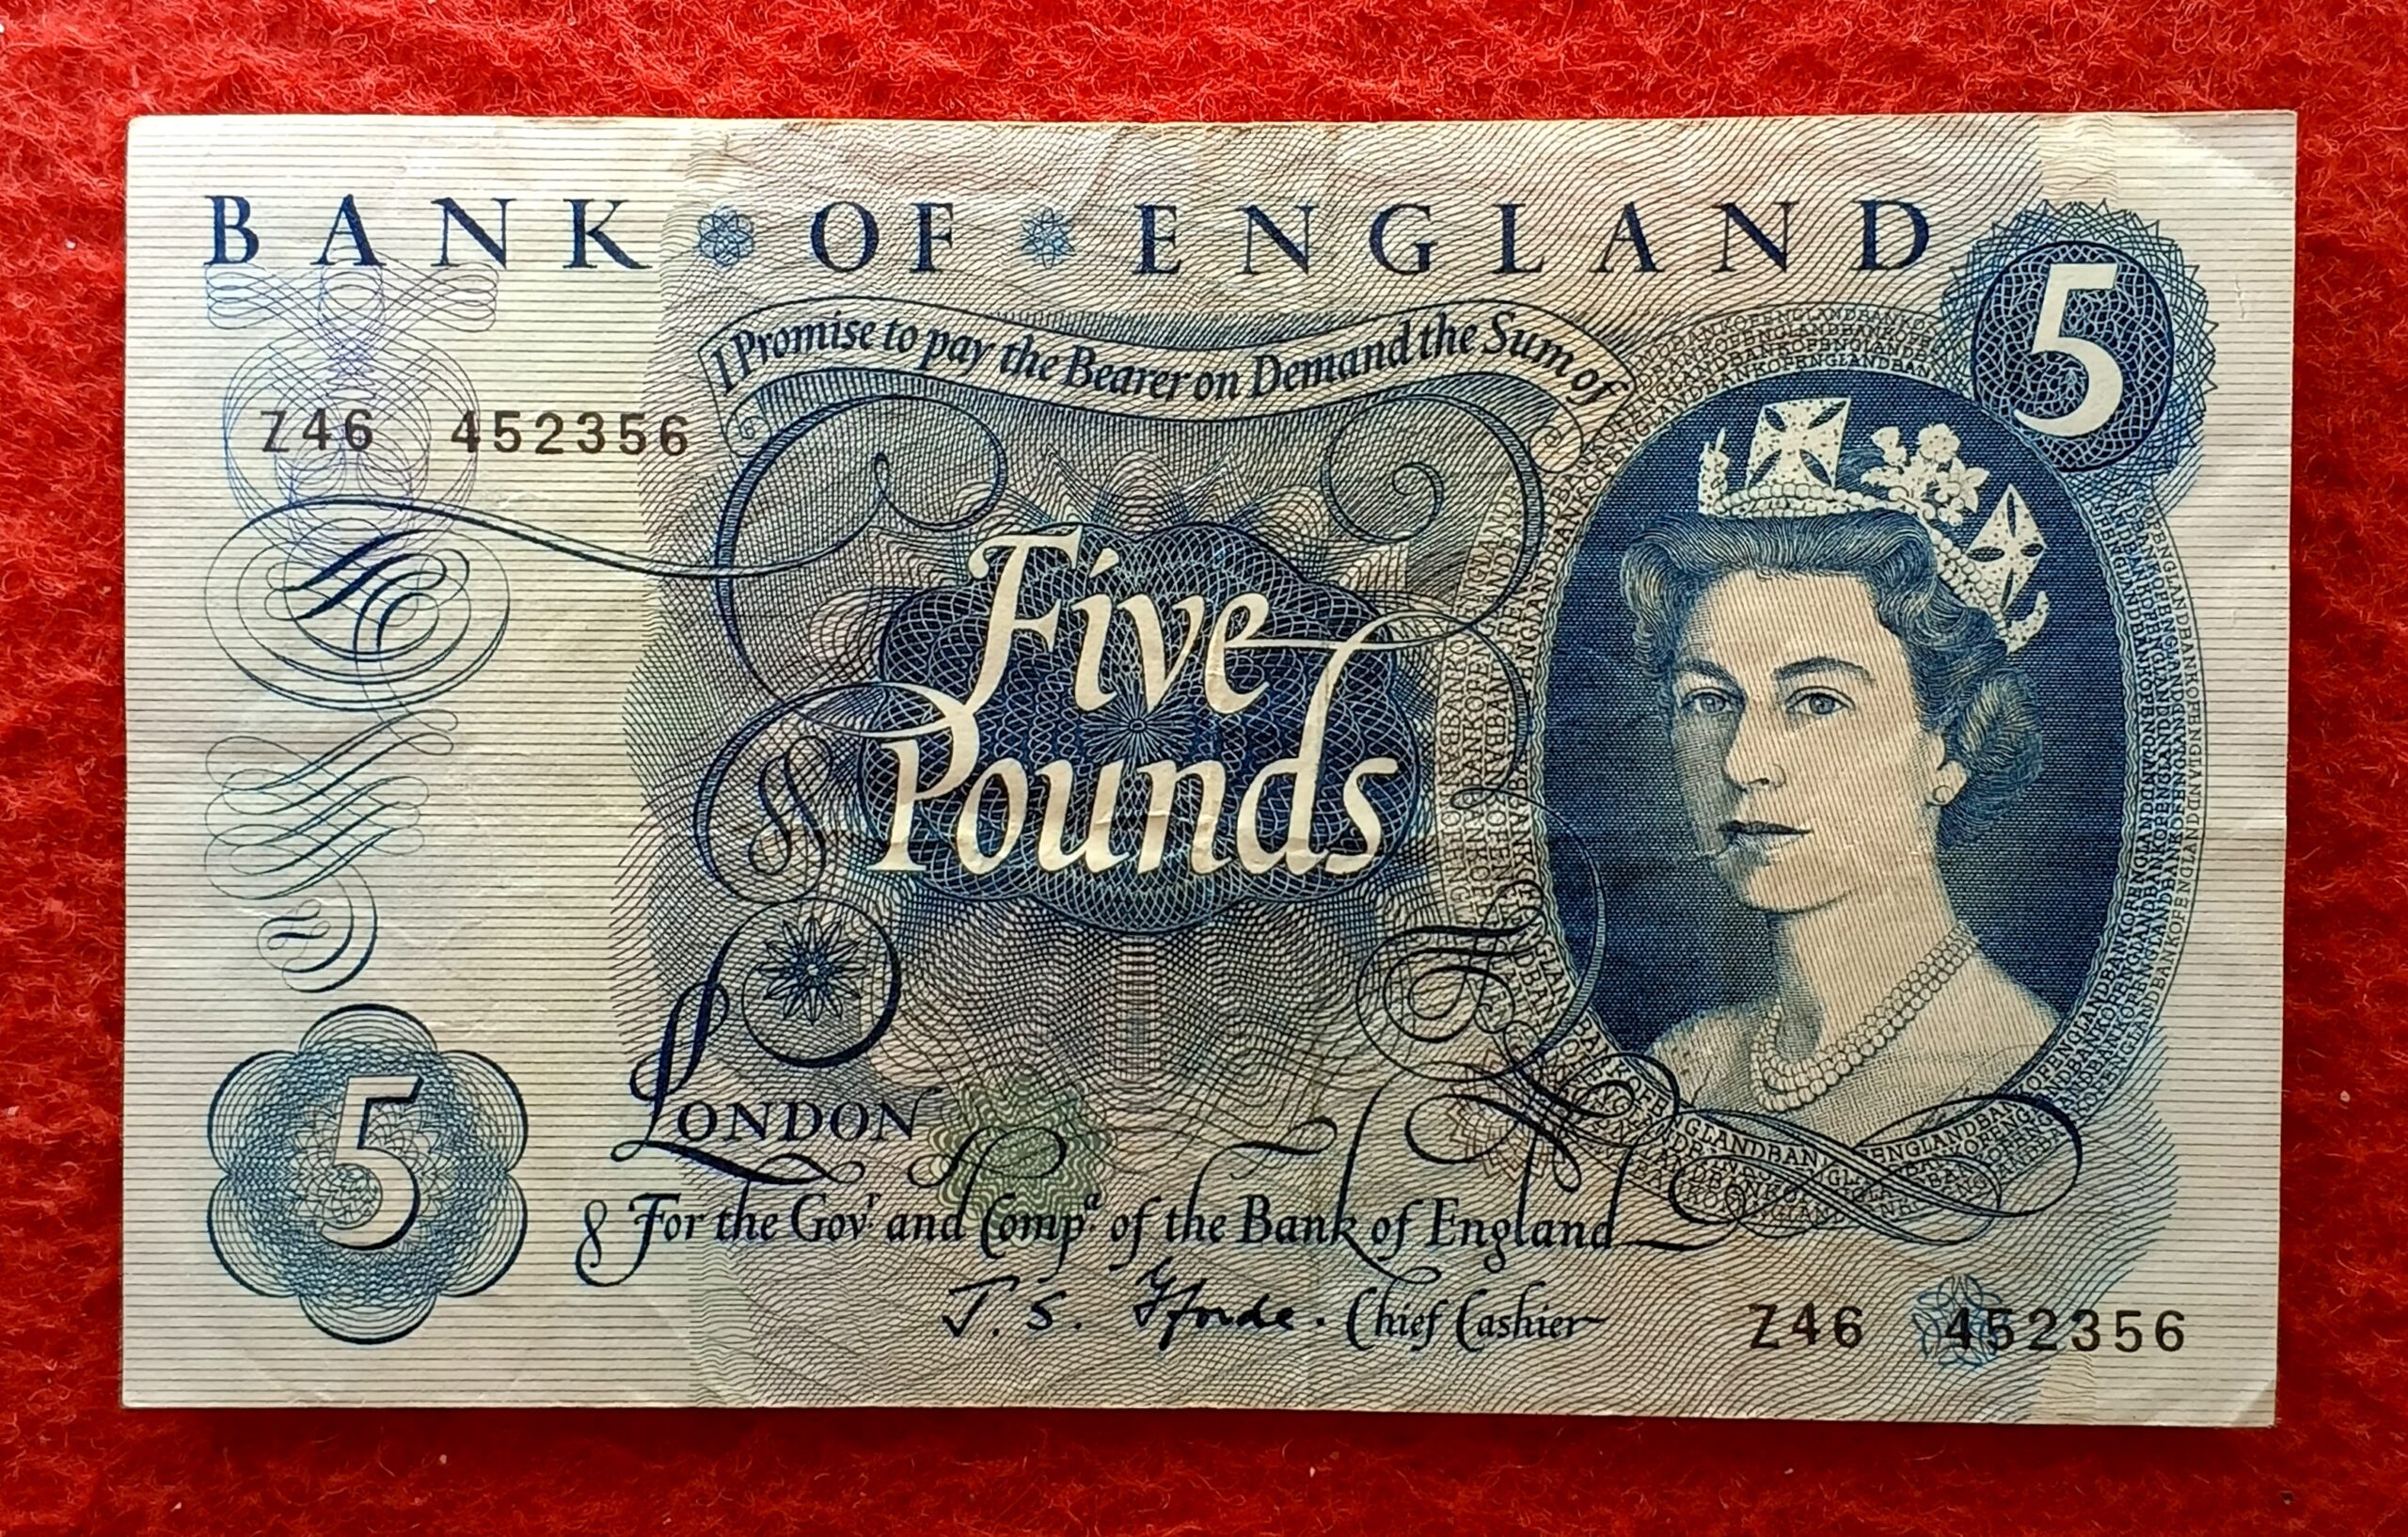 BANK OF ENGLAND
5
I Promise to pay the Bearer on Demand the Sum of
Z46 452356
Five
Pounds
LONDON
5
For the Govr. and Compa. of the Bank of England
J. S. Fforde. Chief Cashier
Z46 452356